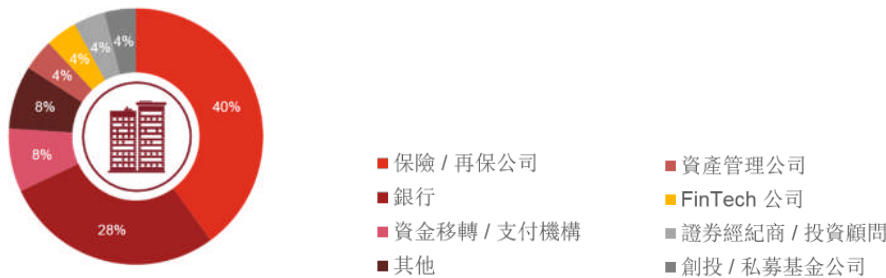 4%
4%
4%
4%
8%
40%
8%
28%
保險 / 再保公司
銀行
資金移轉 / 支付機構
其他
資產管理公司
FinTech 公司
證券經紀商 / 投資顧問
創投 / 私募基金公司